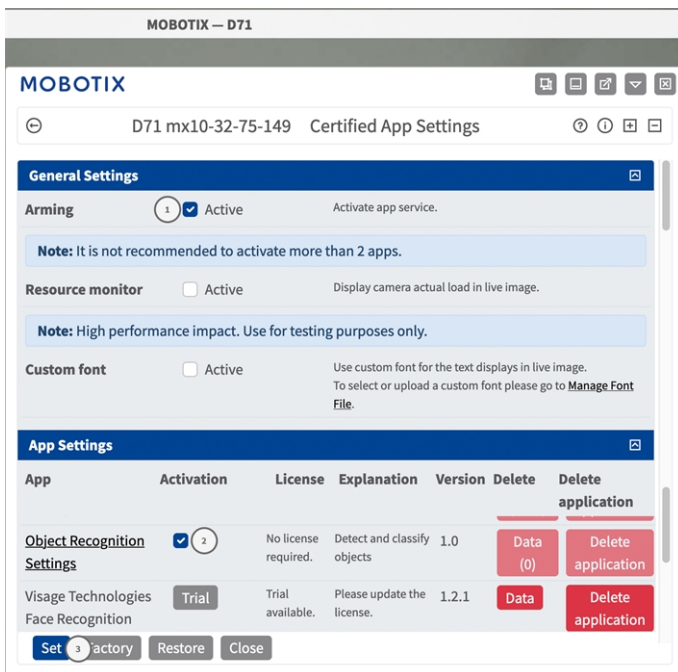 MOBOTIX — D71
MOBOTIX
D71 mx10-32-75-149 Certified App Settings
General Settings
Arming 1 Active Activate app service.
Note: It is not recommended to activate more than 2 apps.
Resource monitor Active Display camera actual load in live image.
Note: High performance impact. Use for testing purposes only.
Custom font Active Use custom font for the text displays in live image.
To select or upload a custom font please go to Manage Font
File.
App Settings
App Activation License Explanation Version Delete Delete
application
Object Recognition 2 No license Detect and classify 1.0 Data Delete
Settings required. objects (0) application
Visage Technologies Trial Trial Please update the 1.2.1 Data Delete
Face Recognition available. license. application
Set 3 actory Restore Close